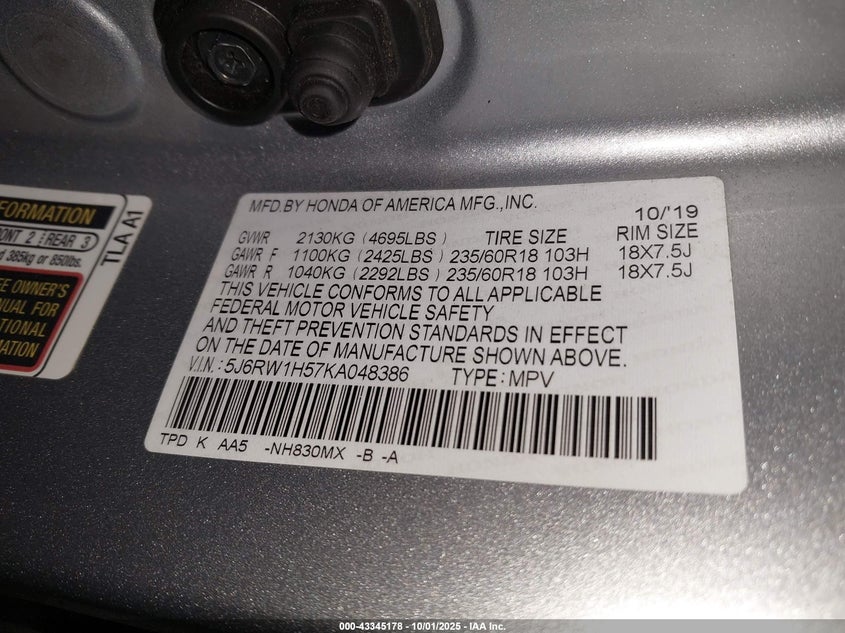 FORMATION
ONT 2 REAR 3
d 385kg or 850lbs.
EE OWNER'S
NUAL FOR
TIONAL
MATION
TLA A1
MFD.BY HONDA OF AMERICA MFG.,INC.
10/'19
GVWR 2130KG (4695LBS) TIRE SIZE RIM SIZE
GAWR F 1100KG (2425LBS) 235/60R18 103H 18X7.5J
GAWR R 1040KG (2292LBS) 235/60R18 103H 18X7.5J
THIS VEHICLE CONFORMS TO ALL APPLICABLE
FEDERAL MOTOR VEHICLE SAFETY
AND THEFT PREVENTION STANDARDS IN EFFECT
ON THE DATE OF MANUFACTURE SHOWN ABOVE.
V.I.N.:5J6RW1H57KA048386 TYPE:MPV
TPD K AA5 -NH830MX -B -A
000-43345178 - 10/01/2025 - IAA Inc.